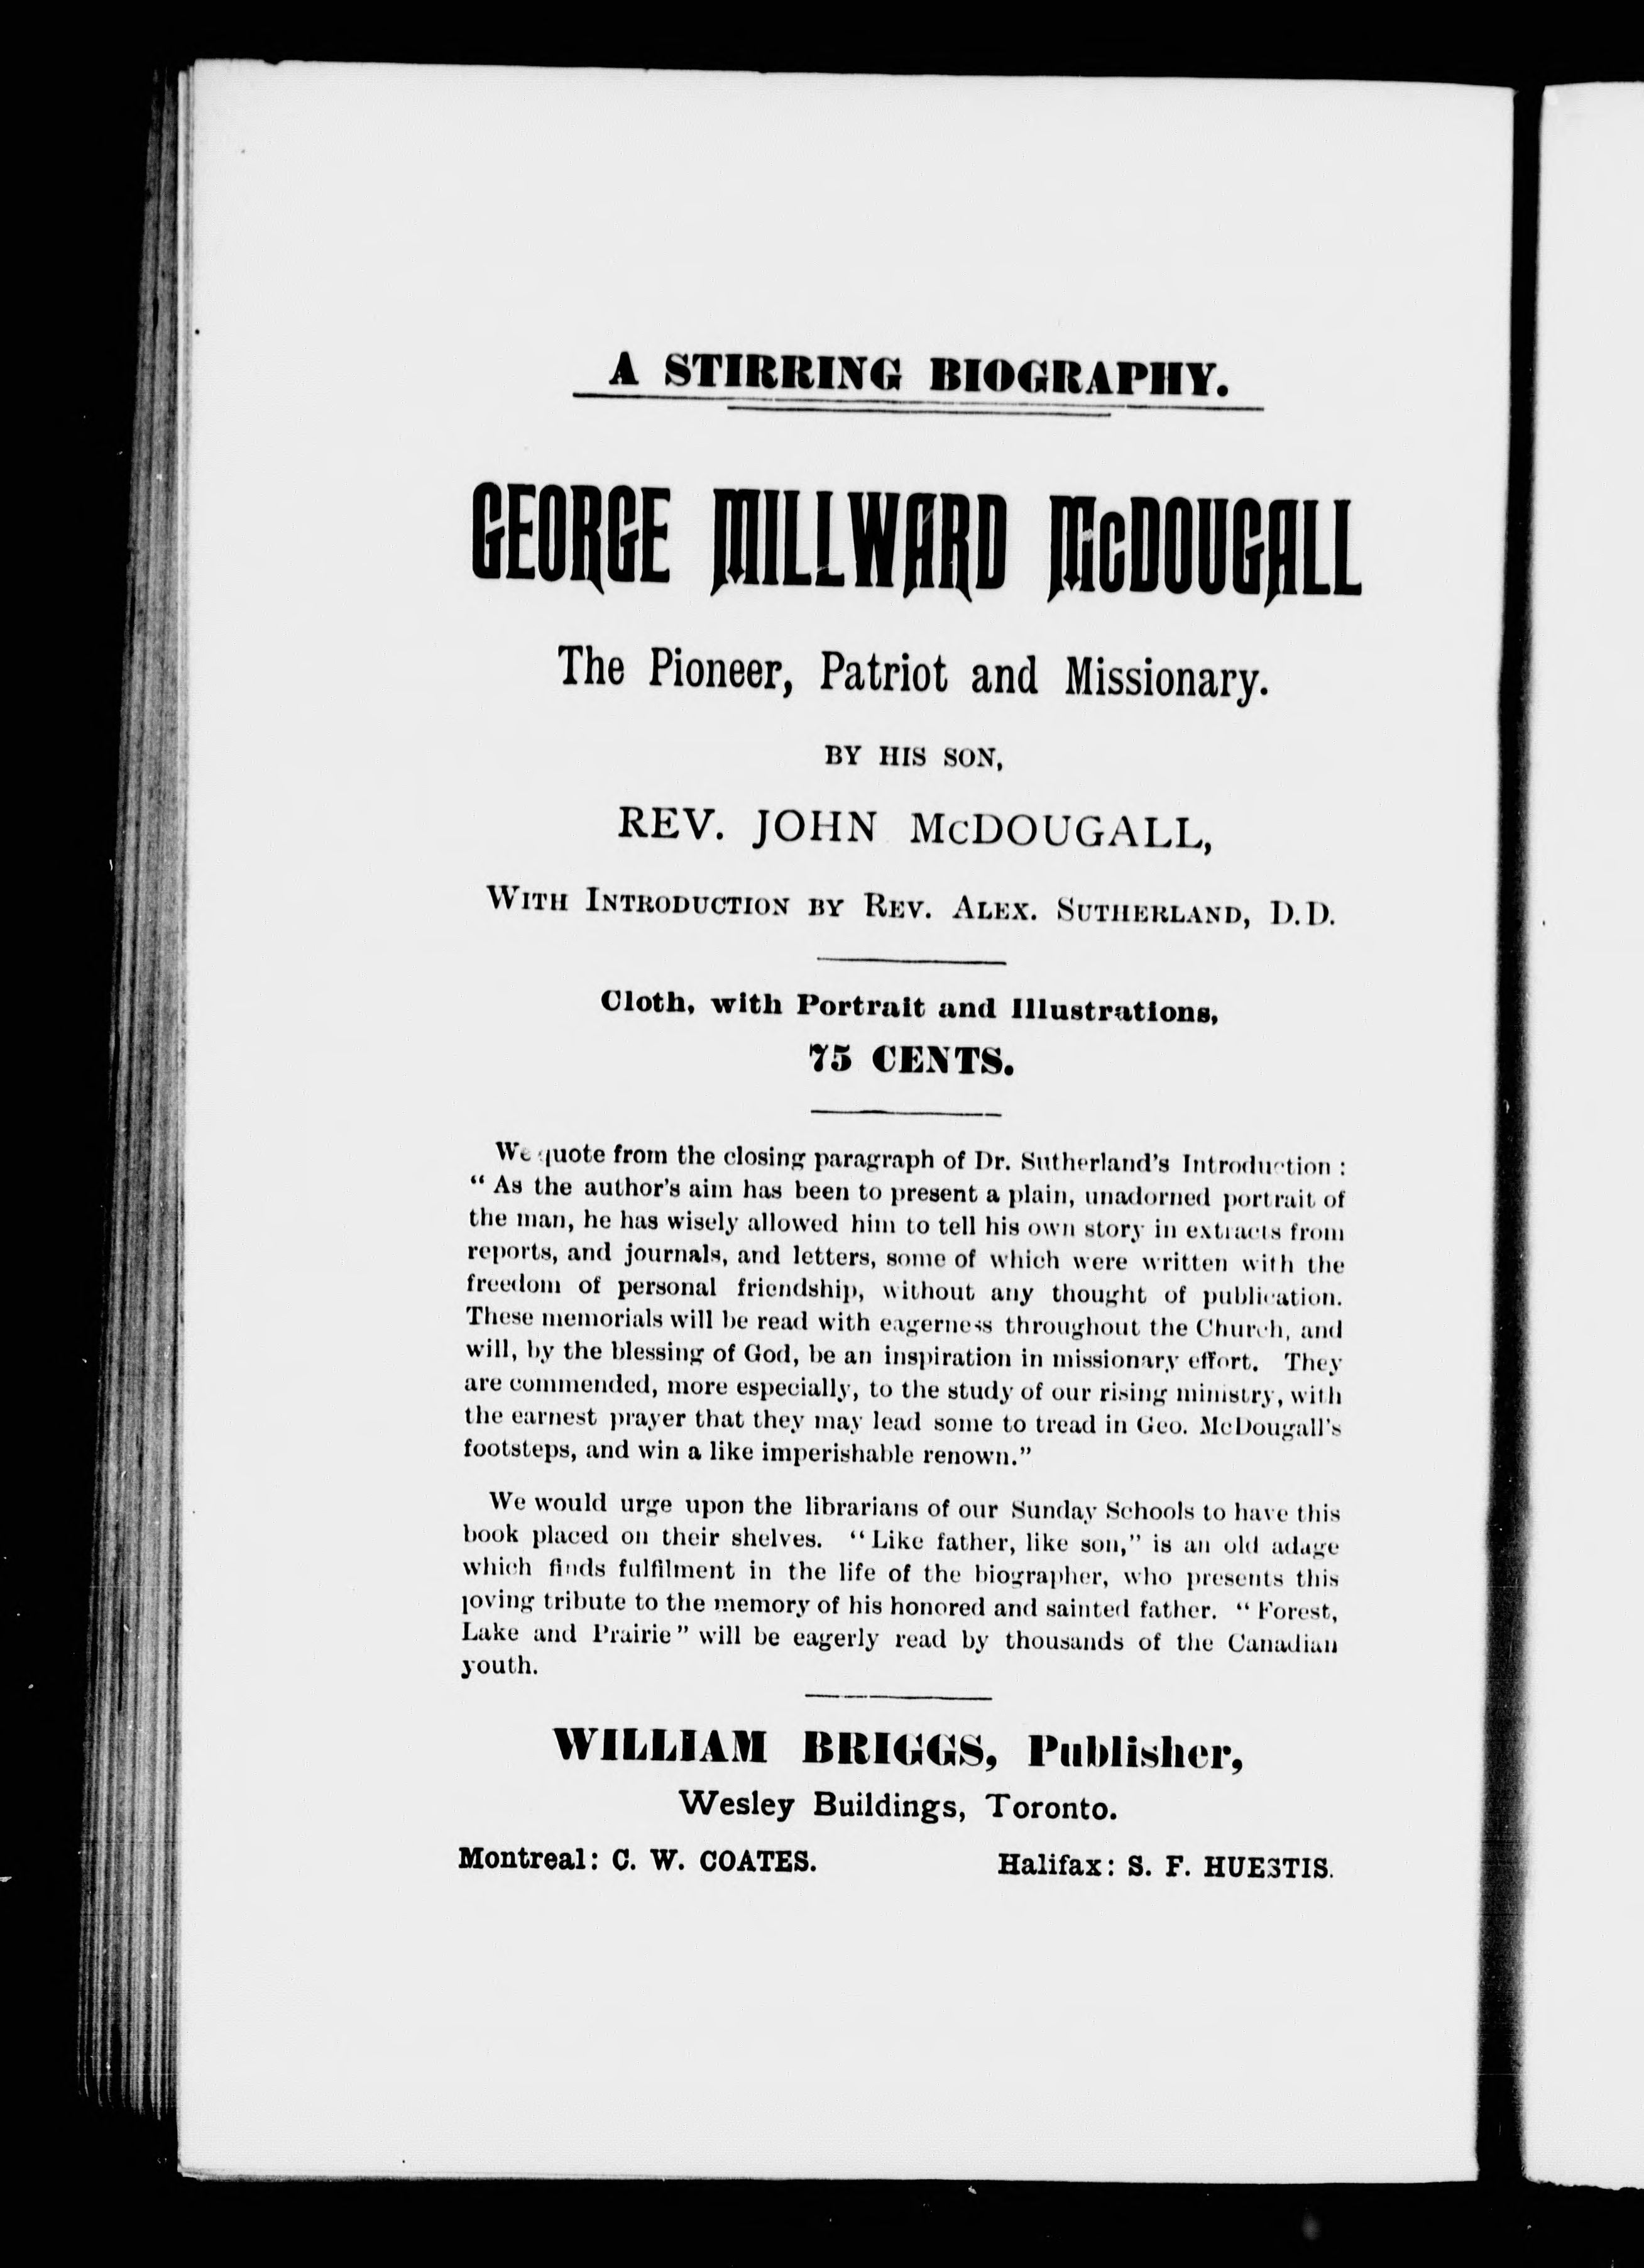 A STIRRING BIOGRAPHY.
GEORGE MILLWARD McDOUGALL
The Pioneer, Patriot and Missionary.
BY HIS SON,
REV. JOHN McDOUGALL,
WITH INTRODUCTION BY REV. ALEX. SUTHERLAND, D.D.
Cloth, with Portrait and Illustrations,
75 CENTS.
We quote from the closing paragraph of Dr. Sutherland's Introduction :
“ As the author's aim has been to present a plain, unadorned portrait of
the man, he has wisely allowed him to tell his own story in extracts from
reports, and journals, and letters, some of which were written with the
freedom of personal friendship, without any thought of publication.
These memorials will be read with eagerness throughout the Church, and
will, by the blessing of God, be an inspiration in missionary effort. They
are commended, more especially, to the study of our rising ministry, with
the earnest prayer that they may lead some to tread in Geo. McDougall's
footsteps, and win a like imperishable renown.”
We would urge upon the librarians of our Sunday Schools to have this
book placed on their shelves. “ Like father, like son,” is an old adage
which finds fulfilment in the life of the biographer, who presents this
loving tribute to the memory of his honored and sainted father. “ Forest,
Lake and Prairie ” will be eagerly read by thousands of the Canadian
youth.
WILLIAM BRIGGS, Publisher,
Wesley Buildings, Toronto.
Montreal: C. W. COATES. Halifax: S. F. HUESTIS.